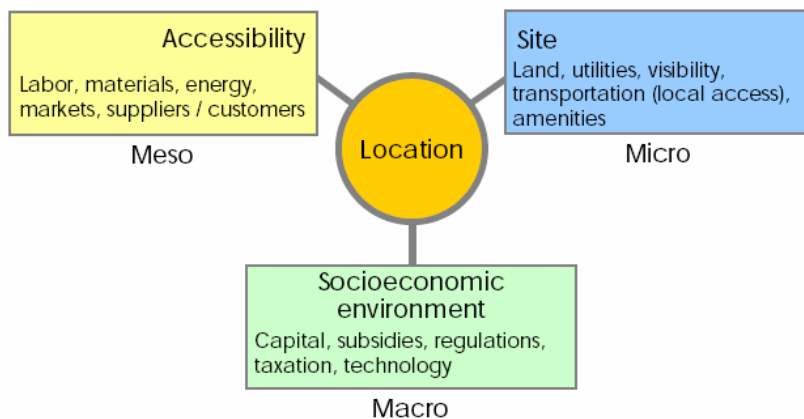 Accessibility
Labor, materials, energy,
markets, suppliers / customers
Meso
Site
Land, utilities, visibility,
transportation (local access),
amenities
Micro
Location
Socioeconomic
environment
Capital, subsidies, regulations,
taxation, technology
Macro